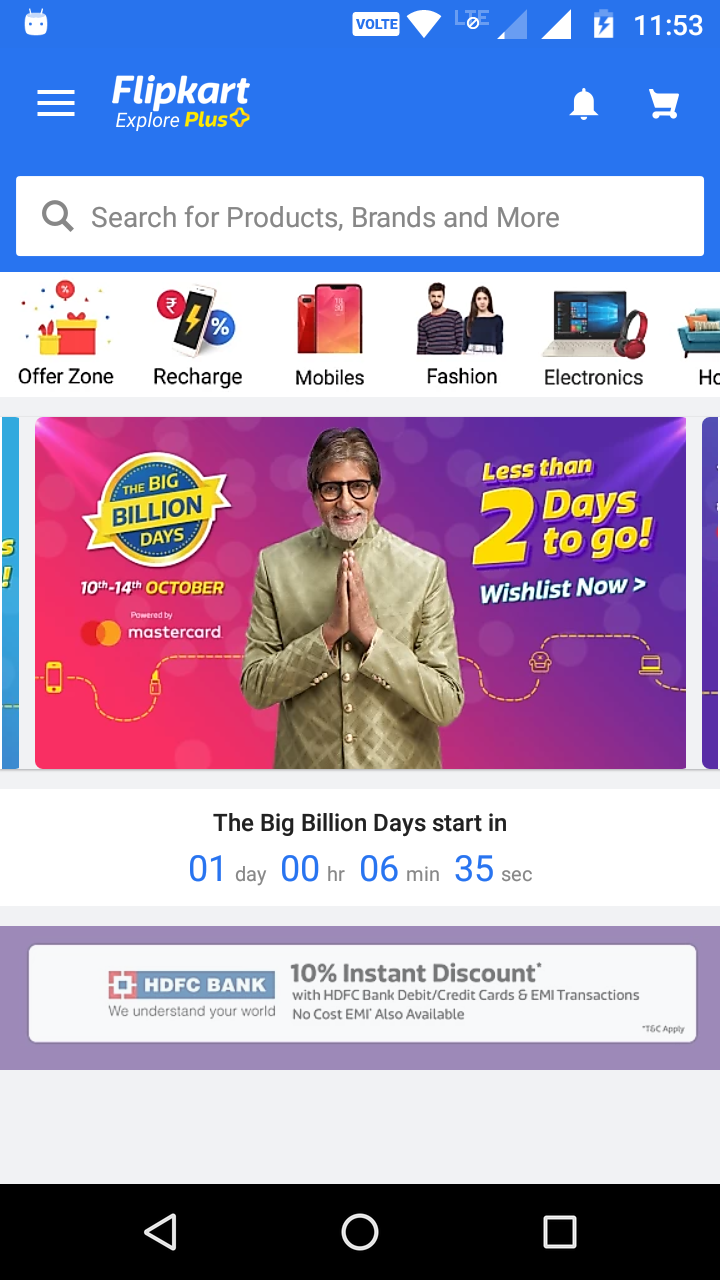 VOLTE LTE 11:53
Flipkart
Explore Plus
Search for Products, Brands and More
Offer Zone
Recharge
Mobiles
Fashion
Electronics
Ho
THE BIG
BILLION
DAYS
10th-14th OCTOBER
Powered by
mastercard
Less than
2 Days
to go!
Wishlist Now >
The Big Billion Days start in
01 day 00 hr 06 min 35 sec
HDFC BANK
We understand your world
10% Instant Discount*
with HDFC Bank Debit/Credit Cards & EMI Transactions
No Cost EMI* Also Available
*T&C Apply